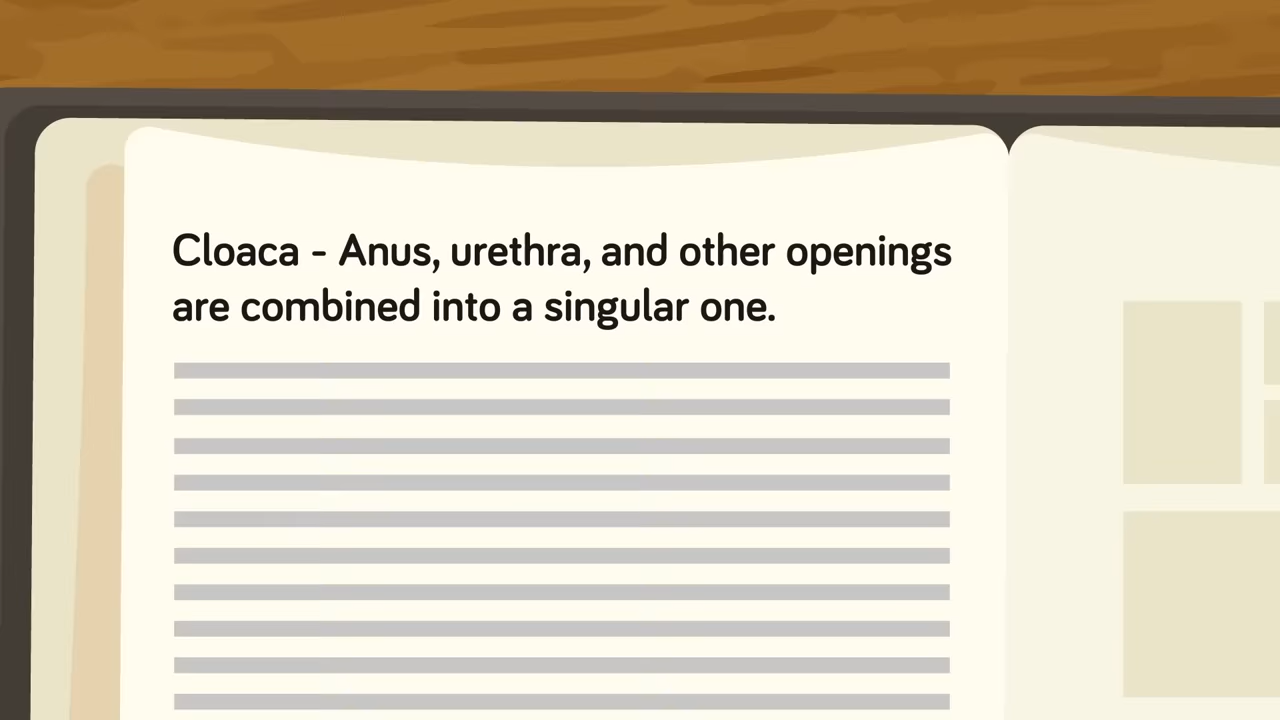 Cloaca - Anus, urethra, and other openings
are combined into a singular one.